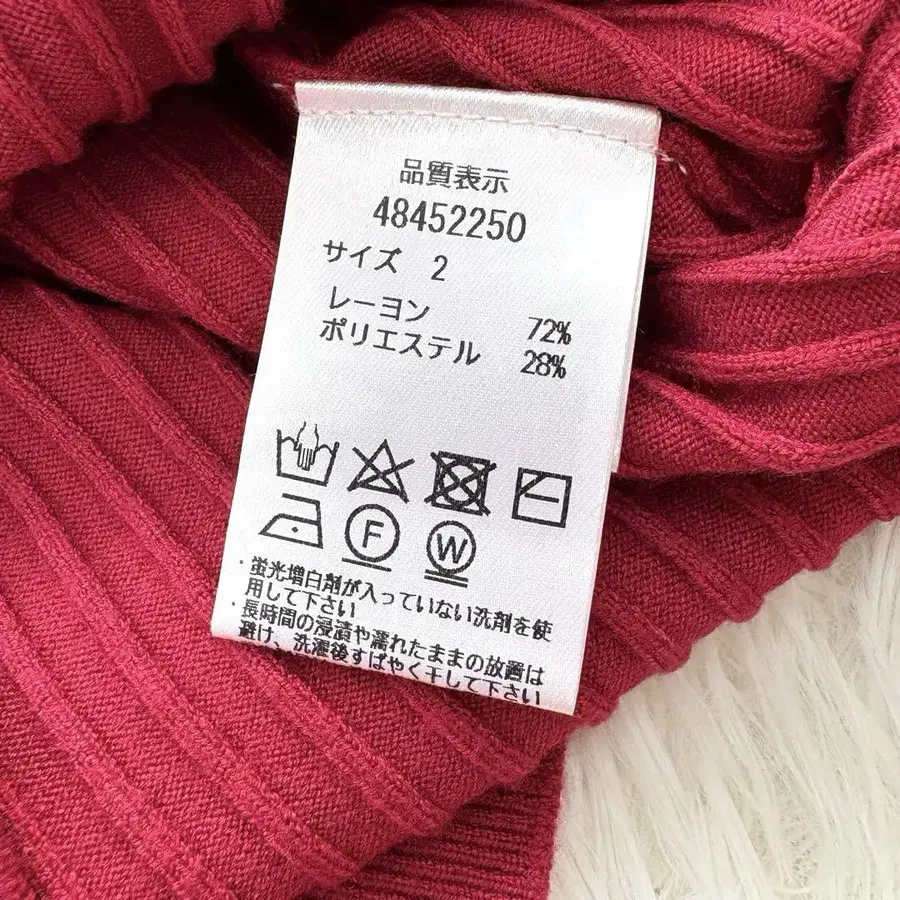 品質表示
48452250
サイズ 2
レーヨン 72%
ポリエステル 28%
F W
・蛍光増白剤が入っていない洗剤を使
用して下さい
・長時間の浸漬や濡れたままの放置は
避け、洗濯後すばやく干して下さい